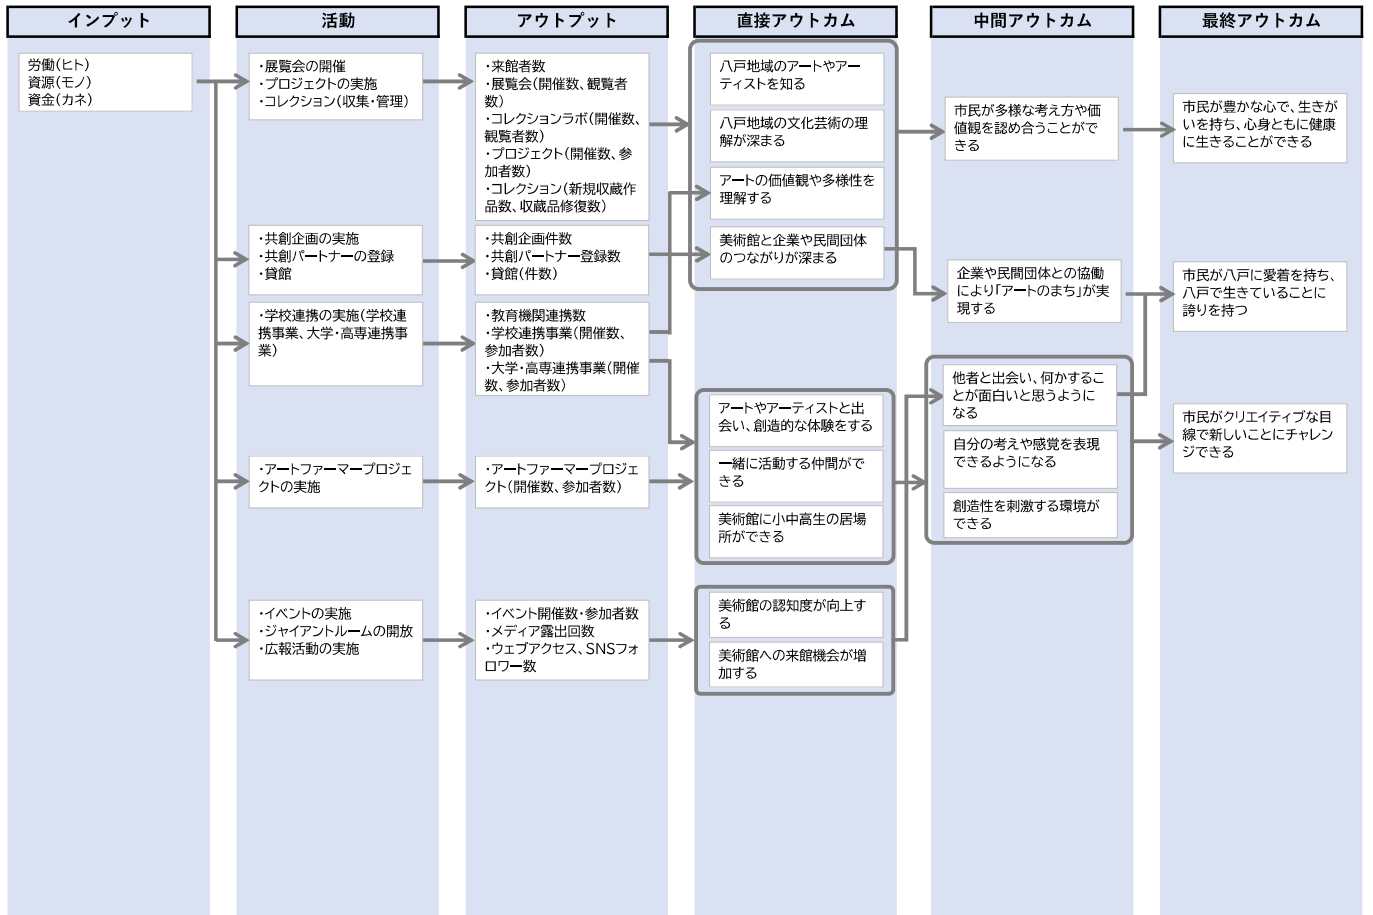 インプット
活動
アウトプット
直接アウトカム
中間アウトカム
最終アウトカム
労働(ヒト)
資源(モノ)
資金(カネ)
・展覧会の開催
・プロジェクトの実施
・コレクション(収集・管理)
・共創企画の実施
・共創パートナーの登録
・貸館
・学校連携の実施(学校連
携事業、大学・高専連携事
業)
・アートファーマープロジェ
クトの実施
・イベントの実施
・ジャイアントルームの開放
・広報活動の実施
・来館者数
・展覧会(開催数、観覧者
数)
・コレクションラボ(開催数、
観覧者数)
・プロジェクト(開催数、参
加者数)
・コレクション(新規収蔵作
品数、収蔵品修復数)
・共創企画件数
・共創パートナー登録数
・貸館(件数)
・教育機関連携数
・学校連携事業(開催数、
参加者数)
・大学・高専連携事業(開催
数、参加者数)
・アートファーマープロジェ
クト(開催数、参加者数)
・イベント開催数・参加者数
・メディア露出回数
・ウェブアクセス、SNSフォ
ロワー数
八戸地域のアートやアー
ティストを知る
八戸地域の文化芸術の理
解が深まる
アートの価値観や多様性を
理解する
美術館と企業や民間団体
のつながりが深まる
アートやアーティストと出
会い、創造的な体験をする
一緒に活動する仲間がで
きる
美術館に小中高生の居場
所ができる
美術館の認知度が向上す
る
美術館への来館機会が増
加する
市民が多様な考え方や価
値観を認め合うことがで
きる
企業や民間団体との協働
により「アートのまち」が実
現する
他者と出会い、何かするこ
とが面白いと思うように
なる
自分の考えや感覚を表現
できるようになる
創造性を刺激する環境が
できる
市民が豊かな心で、生きが
いを持ち、心身ともに健康
に生きることができる
市民が八戸に愛着を持ち、
八戸で生きていることに
誇りを持つ
市民がクリエイティブな目
線で新しいことにチャレン
ジできる